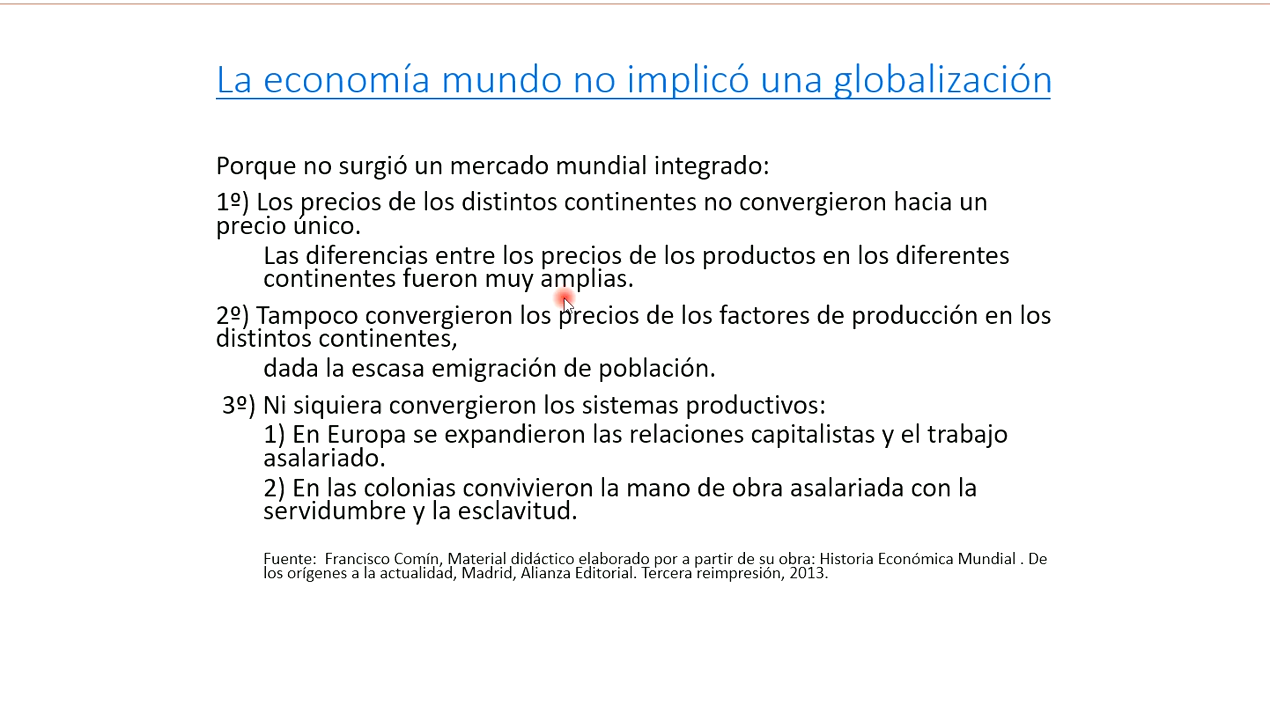 La economía mundo no implicó una globalización
Porque no surgió un mercado mundial integrado:
1º) Los precios de los distintos continentes no convergieron hacia un
precio único.
Las diferencias entre los precios de los productos en los diferentes
continentes fueron muy amplias.
2º) Tampoco convergieron los precios de los factores de producción en los
distintos continentes,
dada la escasa emigración de población.
3º) Ni siquiera convergieron los sistemas productivos:
1) En Europa se expandieron las relaciones capitalistas y el trabajo
asalariado.
2) En las colonias convivieron la mano de obra asalariada con la
servidumbre y la esclavitud.
Fuente: Francisco Comín, Material didáctico elaborado por a partir de su obra: Historia Económica Mundial . De
los orígenes a la actualidad, Madrid, Alianza Editorial. Tercera reimpresión, 2013.